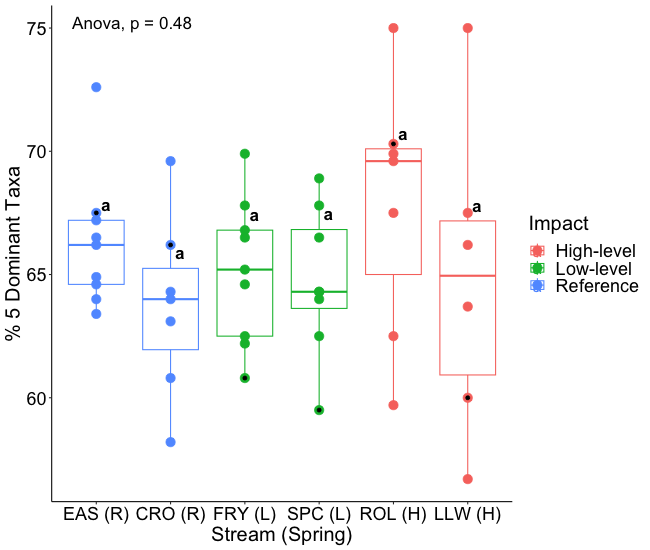 Anova, p = 0.48
75
70
65
60
% 5 Dominant Taxa
a
a
a
a
a
a
EAS (R) CRO (R) FRY (L) SPC (L) ROL (H) LLW (H)
Stream (Spring)
Impact
High-level
Low-level
Reference